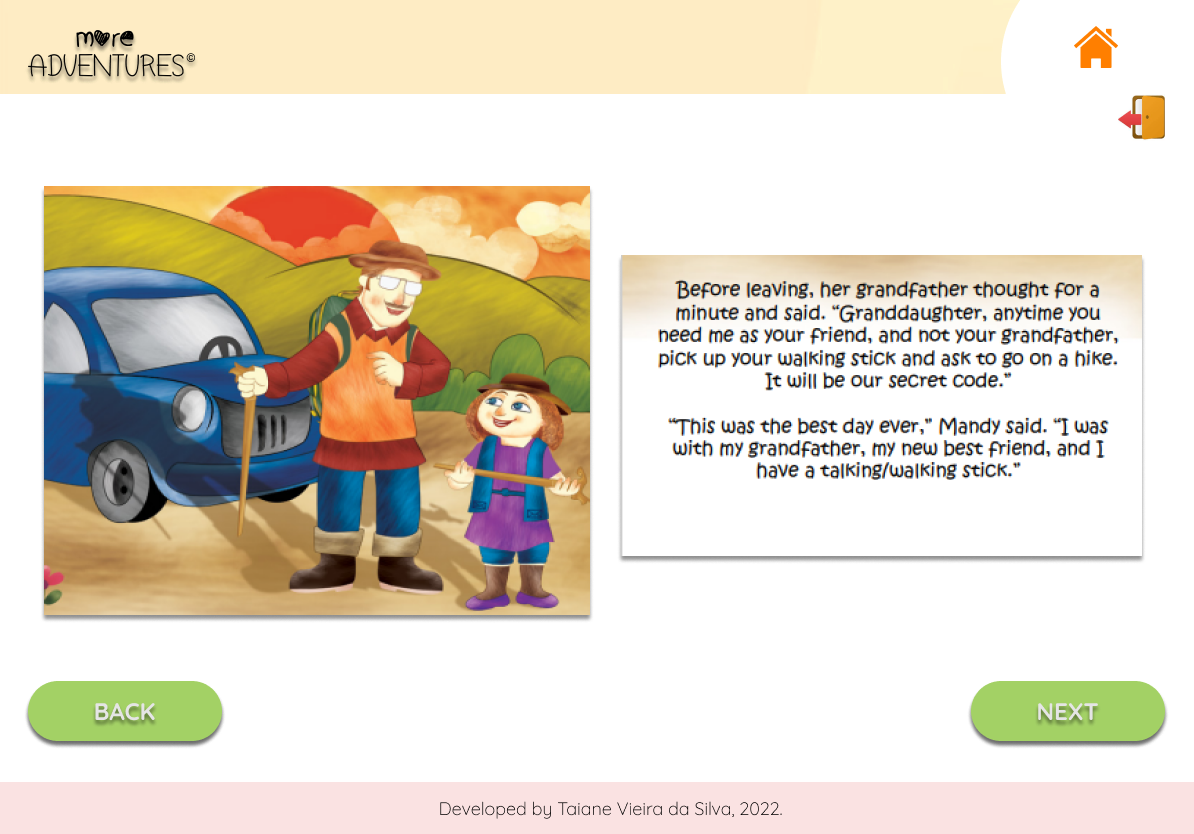 more
ADVENTURES©
Before leaving, her grandfather thought for a
minute and said. “Granddaughter, anytime you
need me as your friend, and not your grandfather,
pick up your walking stick and ask to go on a hike.
It will be our secret code.”
“This was the best day ever,” Mandy said. “I was
with my grandfather, my new best friend, and I
have a talking/walking stick.”
BACK
NEXT
Developed by Taiane Vieira da Silva, 2022.